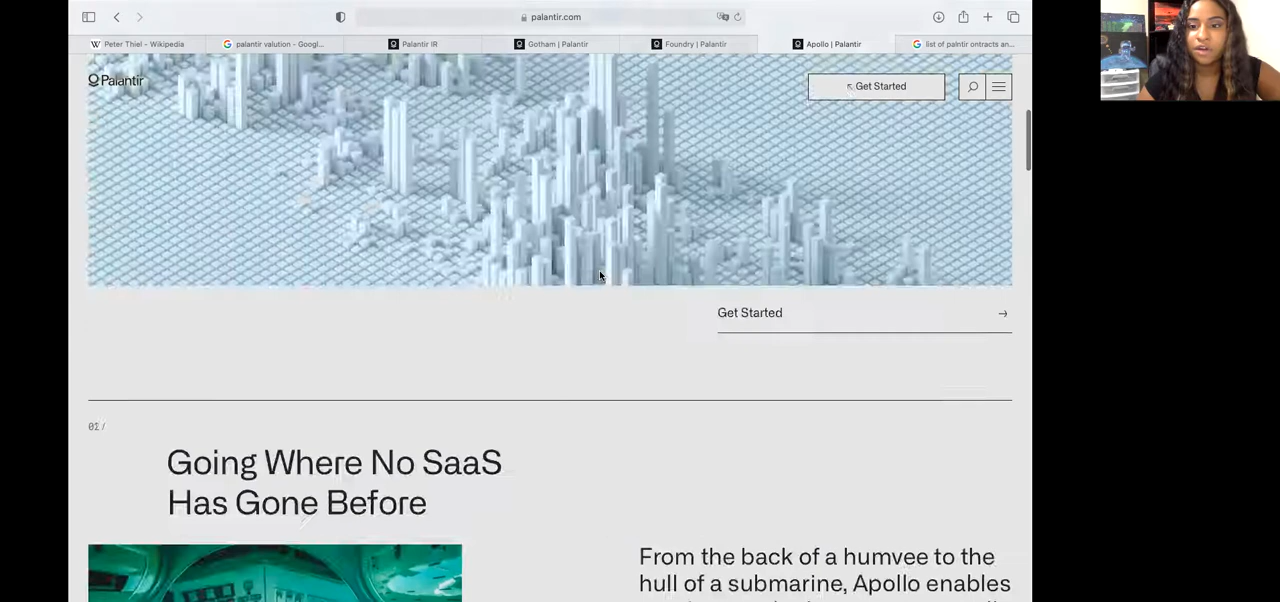 palantir.com
Peter Thiel – Wikipedia
palantir valution - Googl...
Palantir IR
Gotham | Palantir
Foundry | Palantir
Apollo | Palantir
list of palntir ontracts an...
Palantir
Get Started
Get Started →
02 /
Going Where No SaaS
Has Gone Before
From the back of a humvee to the
hull of a submarine, Apollo enables